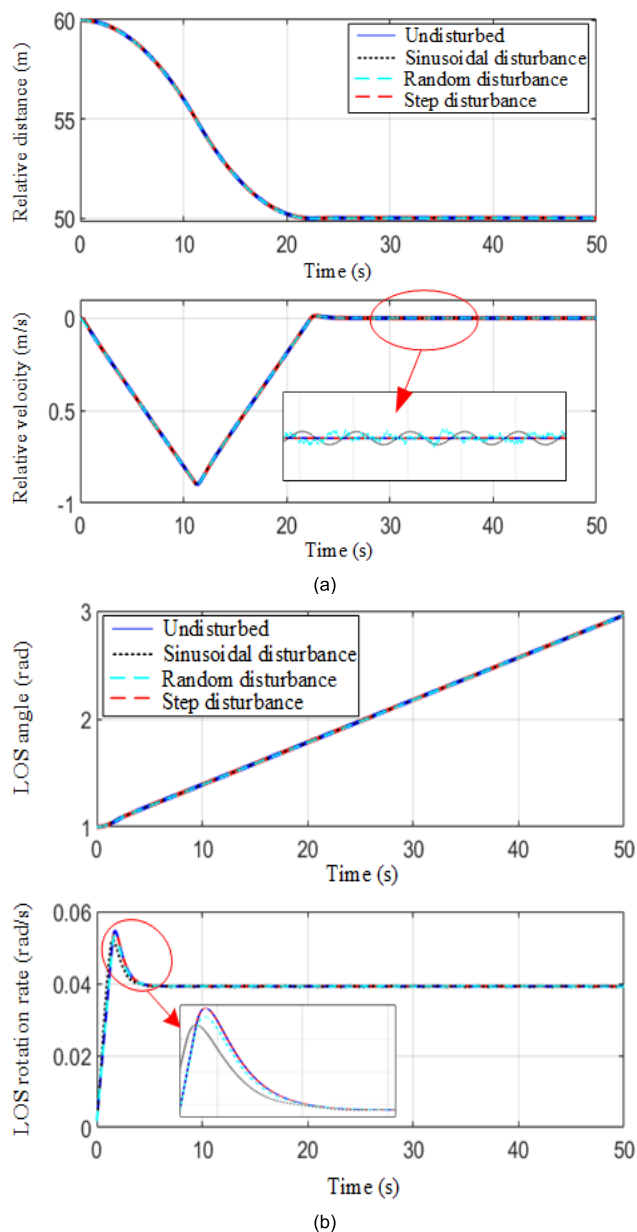 Relative distance (m)
60
55
50
Undisturbed
Sinusoidal disturbance
Random disturbance
Step disturbance
0 10 20 30 40 50
Time (s)
Relative velocity (m/s)
0
0.5
-1
0 10 20 30 40 50
Time (s)
(a)
LOS angle (rad)
3
2
1
Undisturbed
Sinusoidal disturbance
Random disturbance
Step disturbance
0 10 20 30 40 50
Time (s)
LOS rotation rate (rad/s)
0.06
0.04
0.02
0
0 10 20 30 40 50
Time (s)
(b)